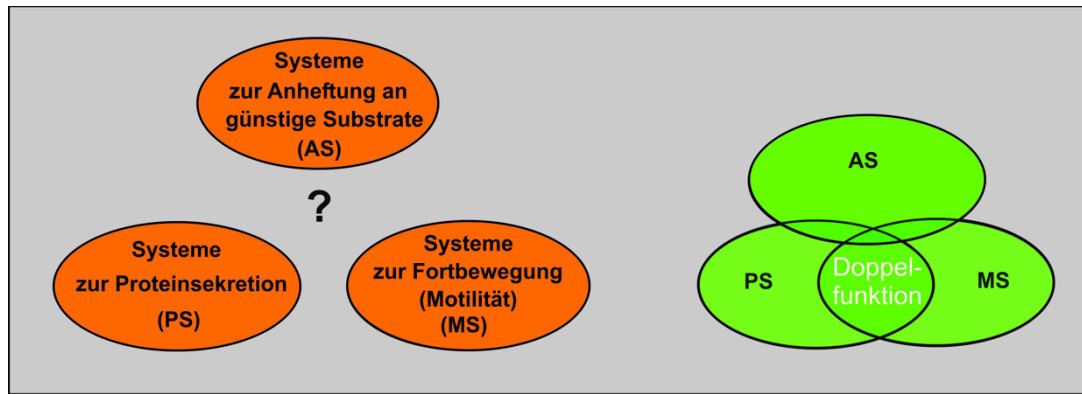 Systeme
zur Anheftung an
günstige Substrate
(AS)
?
Systeme
zur Proteinsekretion
(PS)
Systeme
zur Fortbewegung
(Motilität)
(MS)
AS
PS
Doppel-
funktion
MS